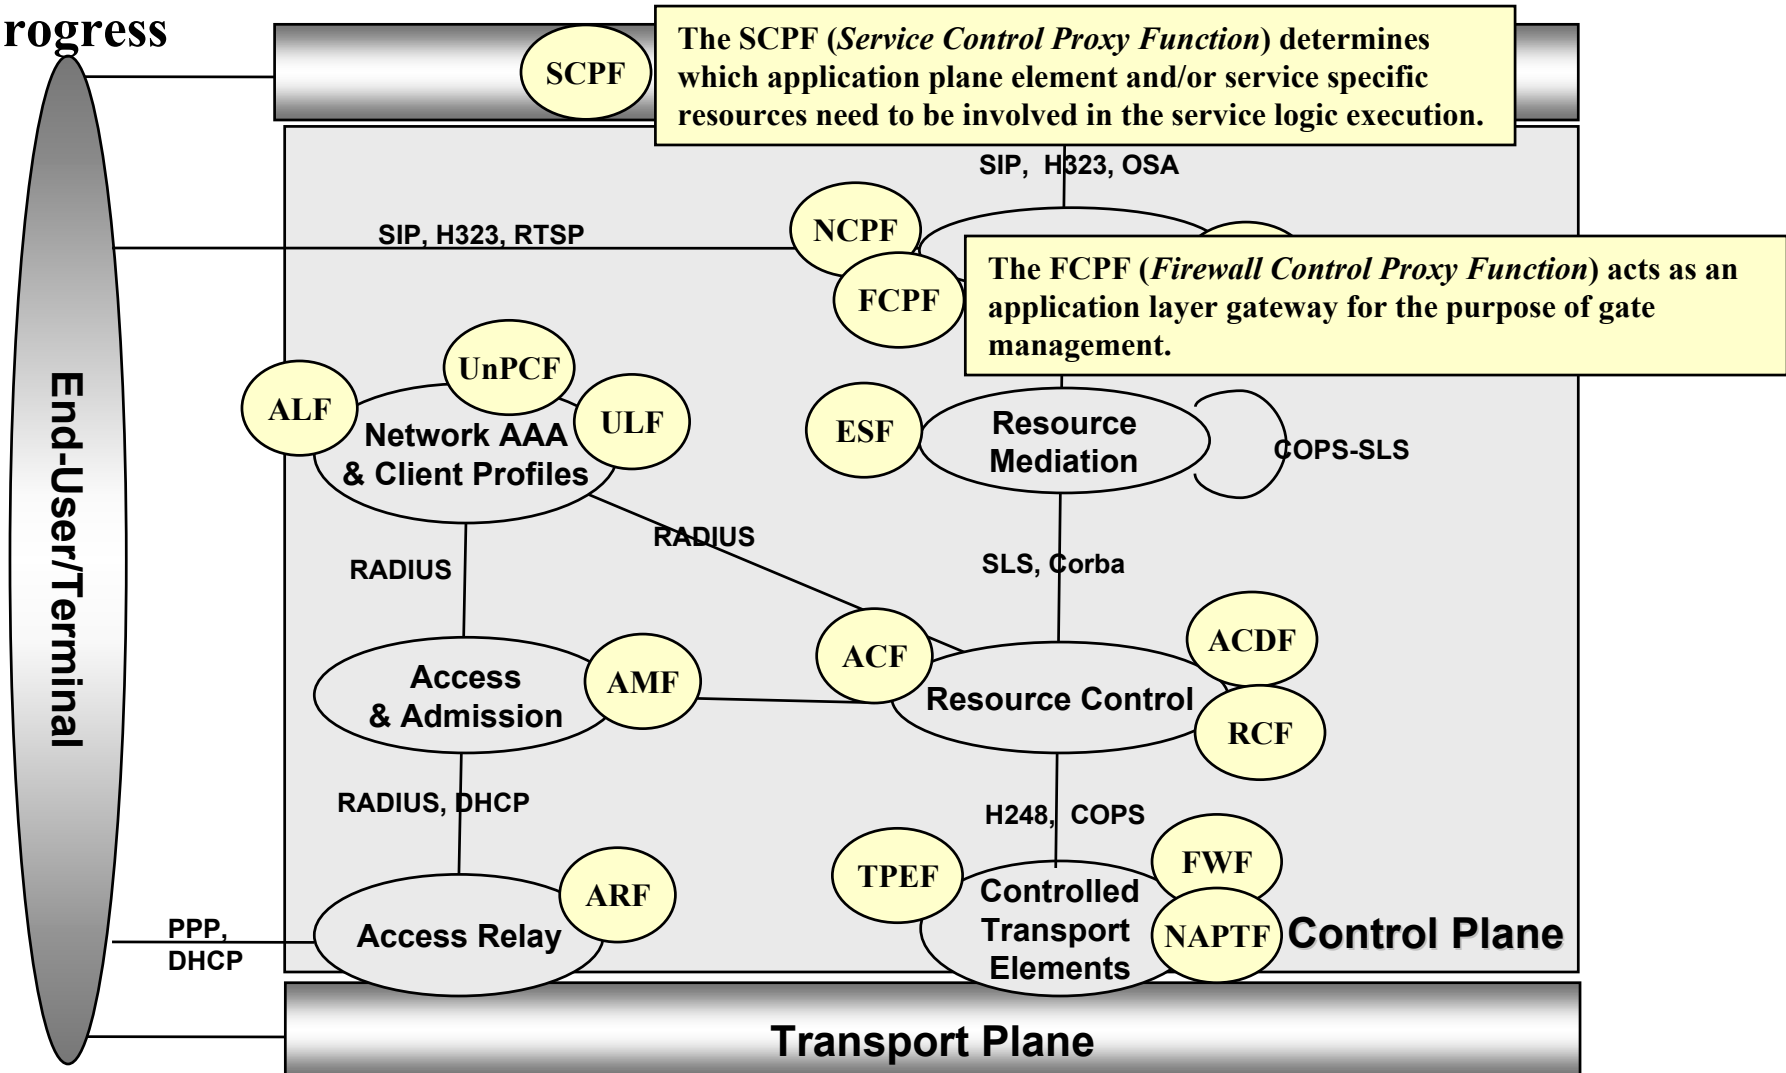 rogress
SCPF
The SCPF (Service Control Proxy Function) determines
which application plane element and/or service specific
resources need to be involved in the service logic execution.
SIP, H323, OSA
SIP, H323, RTSP
NCPF
FCPF
The FCPF (Firewall Control Proxy Function) acts as an
application layer gateway for the purpose of gate
management.
End-User/Terminal
ALF
UnPCF
ULF
Network AAA
& Client Profiles
ESF
Resource
Mediation
COPS-SLS
RADIUS
RADIUS
SLS, Corba
Access
& Admission
AMF
ACF
Resource Control
ACDF
RCF
RADIUS, DHCP
H248, COPS
PPP,
DHCP
Access Relay
ARF
TPEF
Controlled
Transport
Elements
FWF
NAPTF
Control Plane
Transport Plane